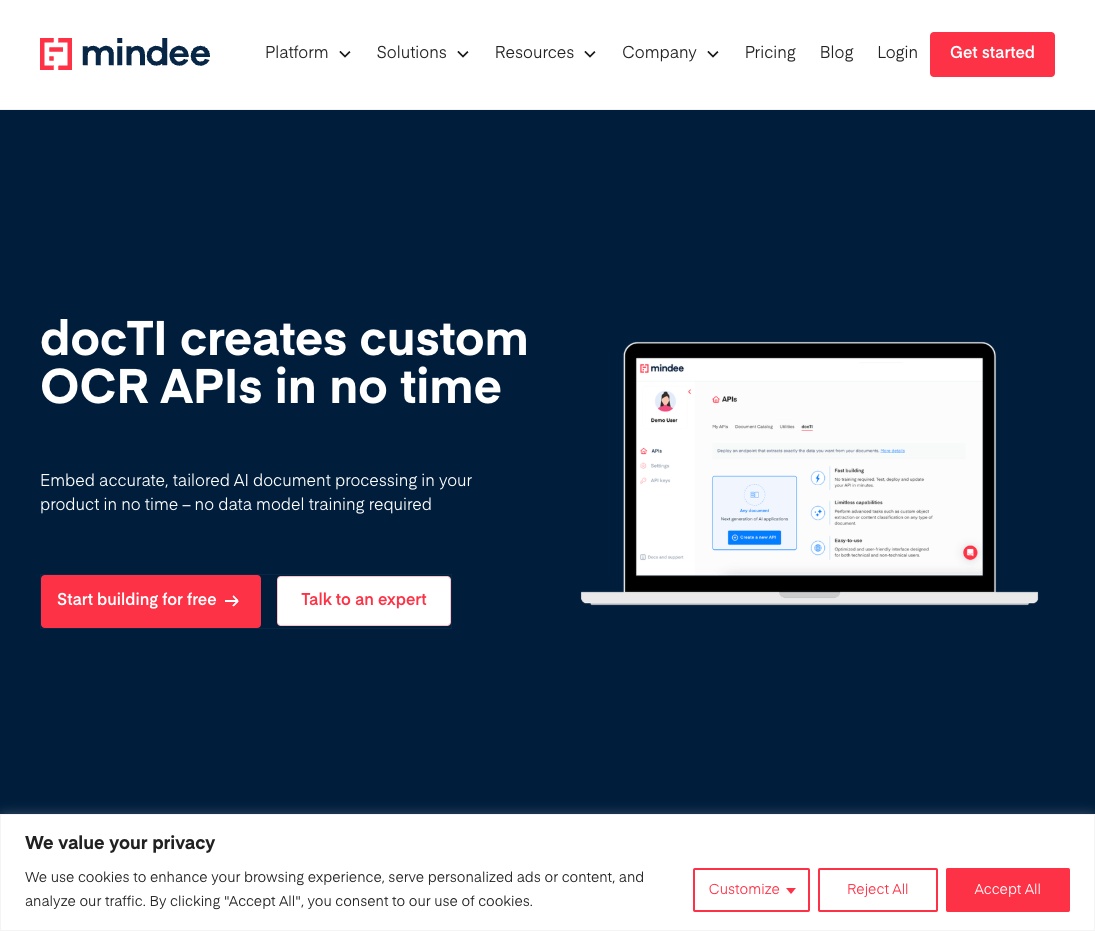 mindee
Platform
Solutions
Resources
Company
Pricing
Blog
Login
Get started
docTI creates custom
OCR APIs in no time
Embed accurate, tailored AI document processing in your
product in no time – no data model training required
Start building for free →
Talk to an expert
mindee
Demo User
APIs
Settings
API keys
Docs and support
APIs
My APIs
Document Catalog
Utilities
docTI
Deploy an endpoint that extracts exactly the data you want from your documents. More details
Any document
Next generation of AI applications
Create a new API
Fast building
No training required. Test, deploy and update
your API in minutes.
Limitless capabilities
Perform advanced tasks such as custom object
extraction or content classification on any type of
document.
Easy-to-use
Optimized and user-friendly interface designed
for both technical and non-technical users.
We value your privacy
We use cookies to enhance your browsing experience, serve personalized ads or content, and
analyze our traffic. By clicking "Accept All", you consent to our use of cookies.
Customize
Reject All
Accept All